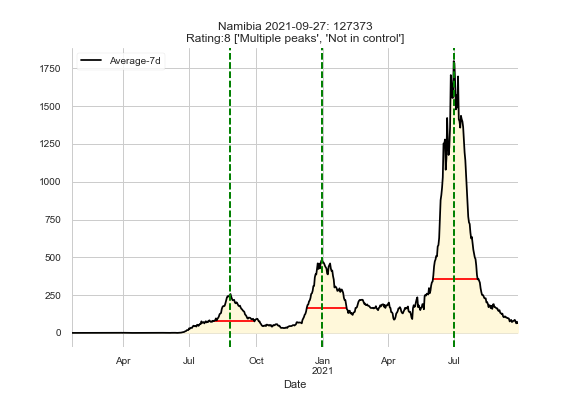 Namibia 2021-09-27: 127373
Rating:8 ['Multiple peaks', 'Not in control']
Average-7d
1750
1500
1250
1000
750
500
250
0
Apr Jul Oct Jan Apr Jul
2021
Date